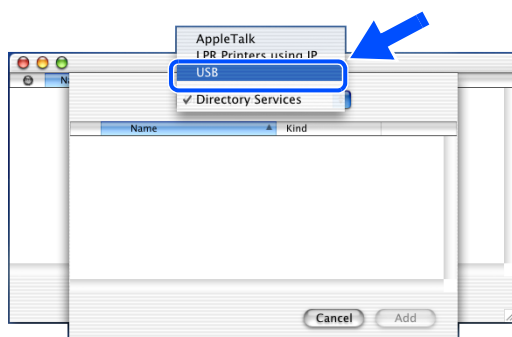 AppleTalk
LPR Printers using IP
USB
✓ Directory Services
Name Kind
Cancel Add